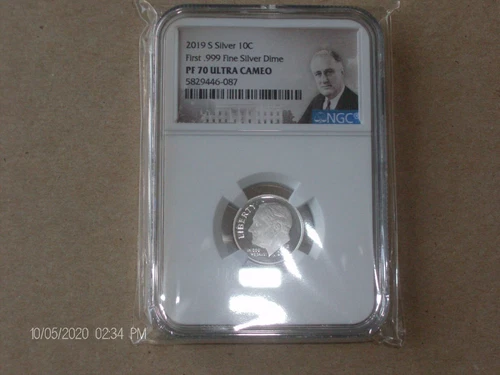 2019 S Silver 10C
First .999 Fine Silver Dime
PF 70 ULTRA CAMEO
5829446-087
NGC
LIBERTY
10/05/2020 02:34 PM